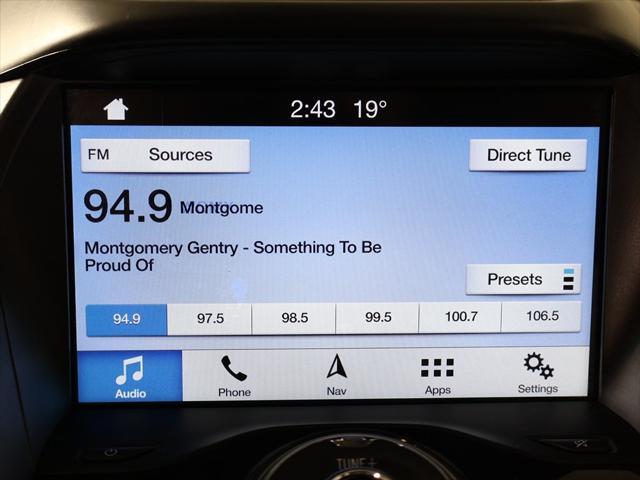 2:43 19°
FM Sources Direct Tune
94.9 Montgome
Montgomery Gentry - Something To Be
Proud Of
Presets
94.9 97.5 98.5 99.5 100.7 106.5
Audio Phone Nav Apps Settings
TUNE +